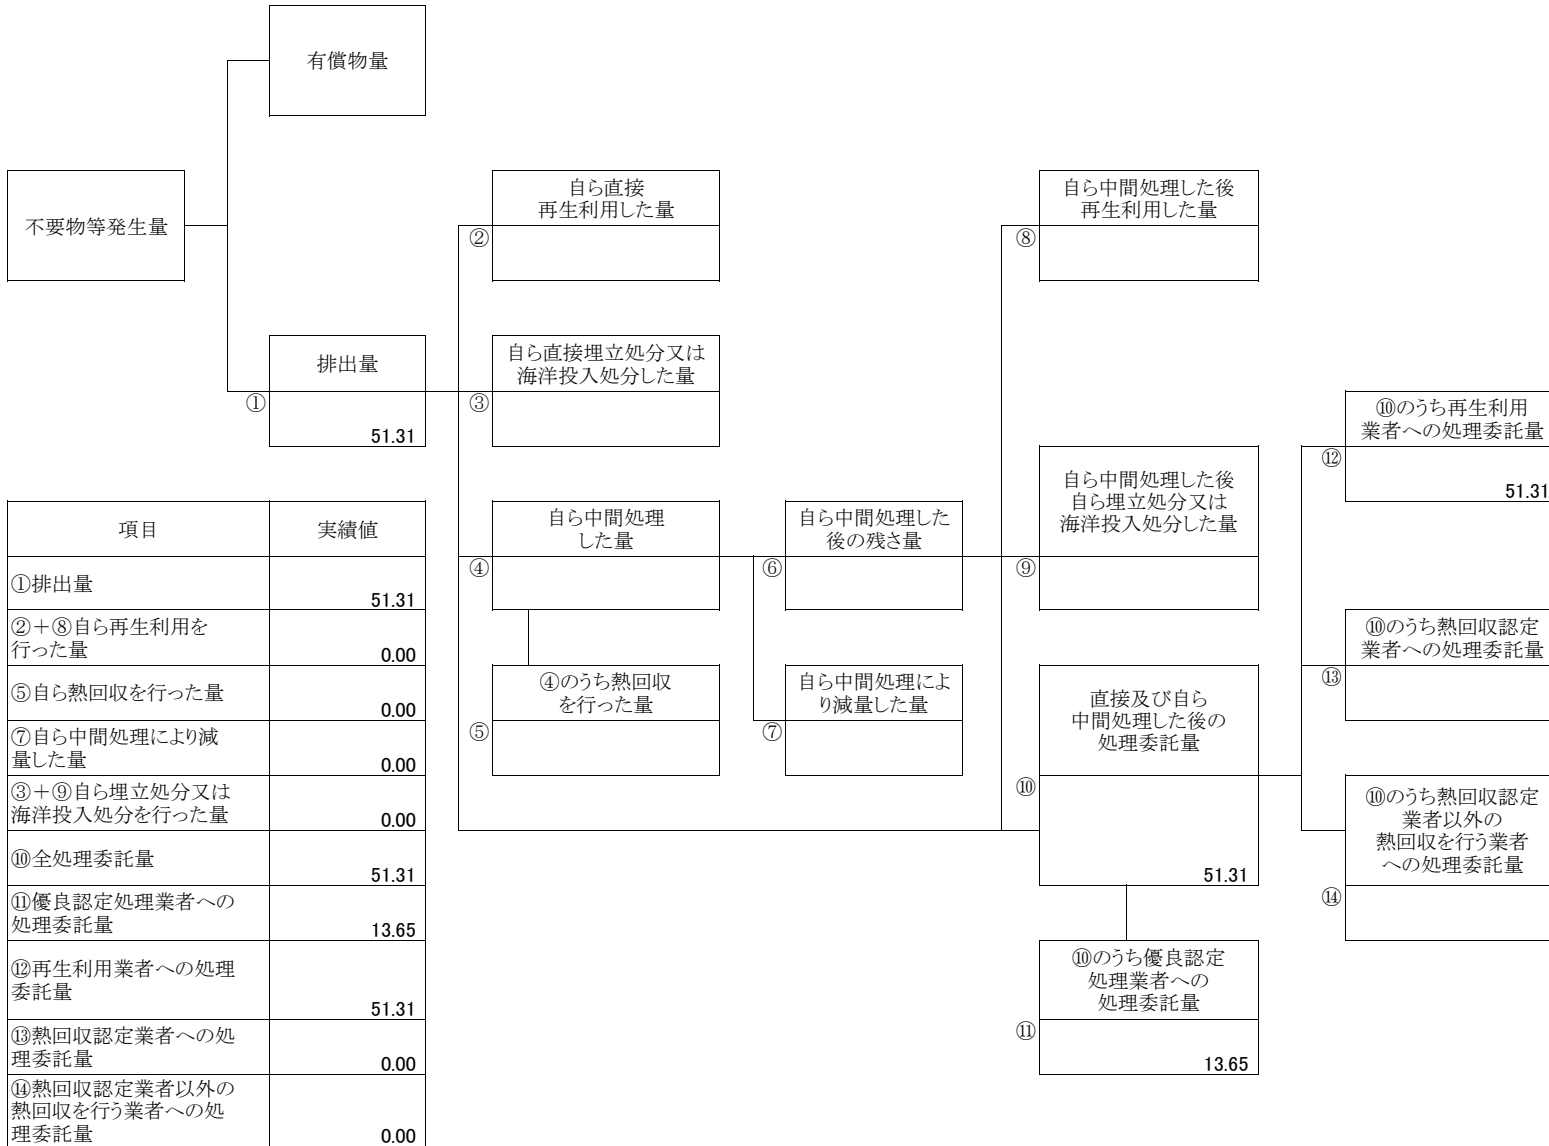 有償物量
不要物等発生量
自ら直接
再生利用した量
②
自ら中間処理した後
再生利用した量
⑧
排出量
①
51.31
自ら直接埋立処分又は
海洋投入処分した量
③
⑩のうち再生利用
業者への処理委託量
⑫
51.31
自ら中間処理した後
自ら埋立処分又は
海洋投入処分した量
⑨
自ら中間処理
した量
④
自ら中間処理した
後の残さ量
⑥
④のうち熱回収
を行った量
⑤
自ら中間処理によ
り減量した量
⑦
直接及び自ら
中間処理した後の
処理委託量
⑩
51.31
⑩のうち熱回収認定
業者への処理委託量
⑬
⑩のうち熱回収認定
業者以外の
熱回収を行う業者
への処理委託量
⑭
⑩のうち優良認定
処理業者への
処理委託量
⑪
13.65
項目 実績値
①排出量 51.31
②+⑧自ら再生利用を
行った量 0.00
⑤自ら熱回収を行った量 0.00
⑦自ら中間処理により減
量した量 0.00
③+⑨自ら埋立処分又は
海洋投入処分を行った量 0.00
⑩全処理委託量 51.31
⑪優良認定処理業者への
処理委託量 13.65
⑫再生利用業者への処理
委託量 51.31
⑬熱回収認定業者への処
理委託量 0.00
⑭熱回収認定業者以外の
熱回収を行う業者への処
理委託量 0.00